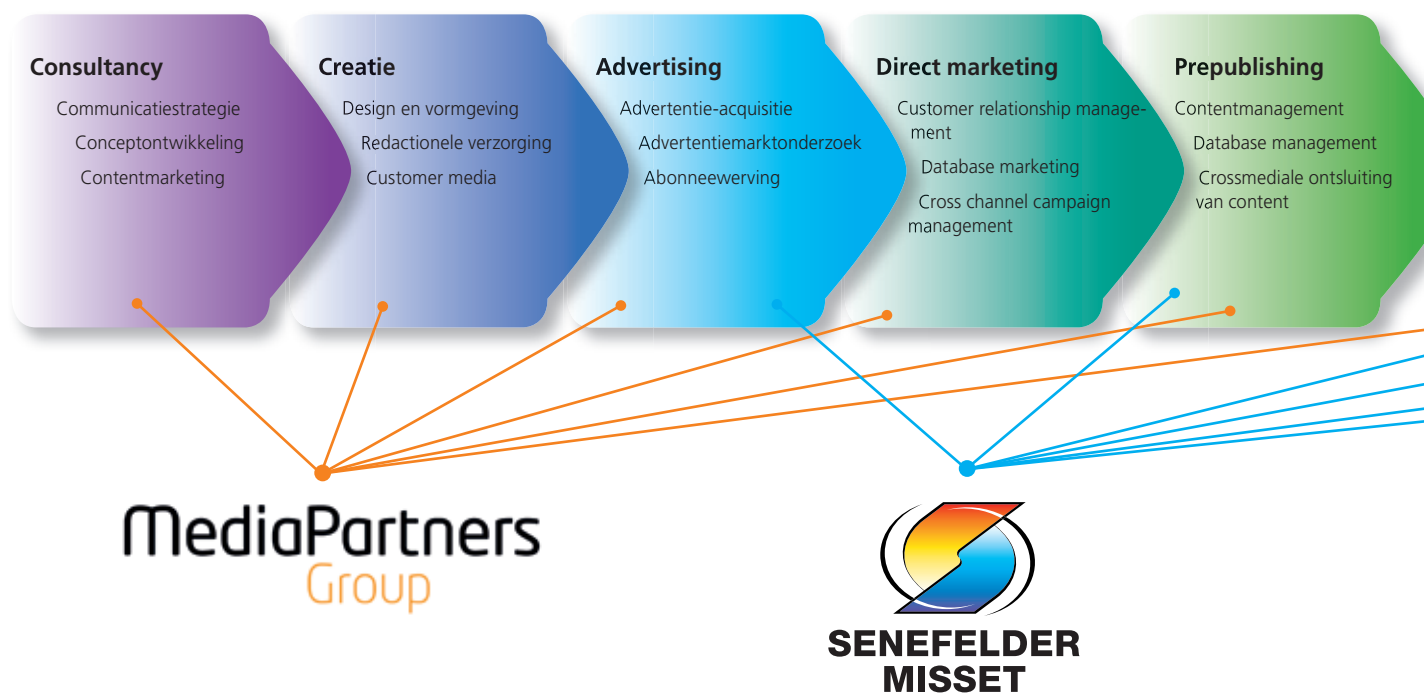 Consultancy
Communicatiestrategie
Conceptontwikkeling
Contentmarketing
Creatie
Design en vormgeving
Redactionele verzorging
Customer media
Advertising
Advertentie-acquisitie
Advertentiemarktonderzoek
Abonneewerving
Direct marketing
Customer relationship manage-
ment
Database marketing
Cross channel campaign
management
Prepublishing
Contentmanagement
Database management
Crossmediale ontsluiting
van content
MediaPartners
Group
SENEFELDER
MISSET